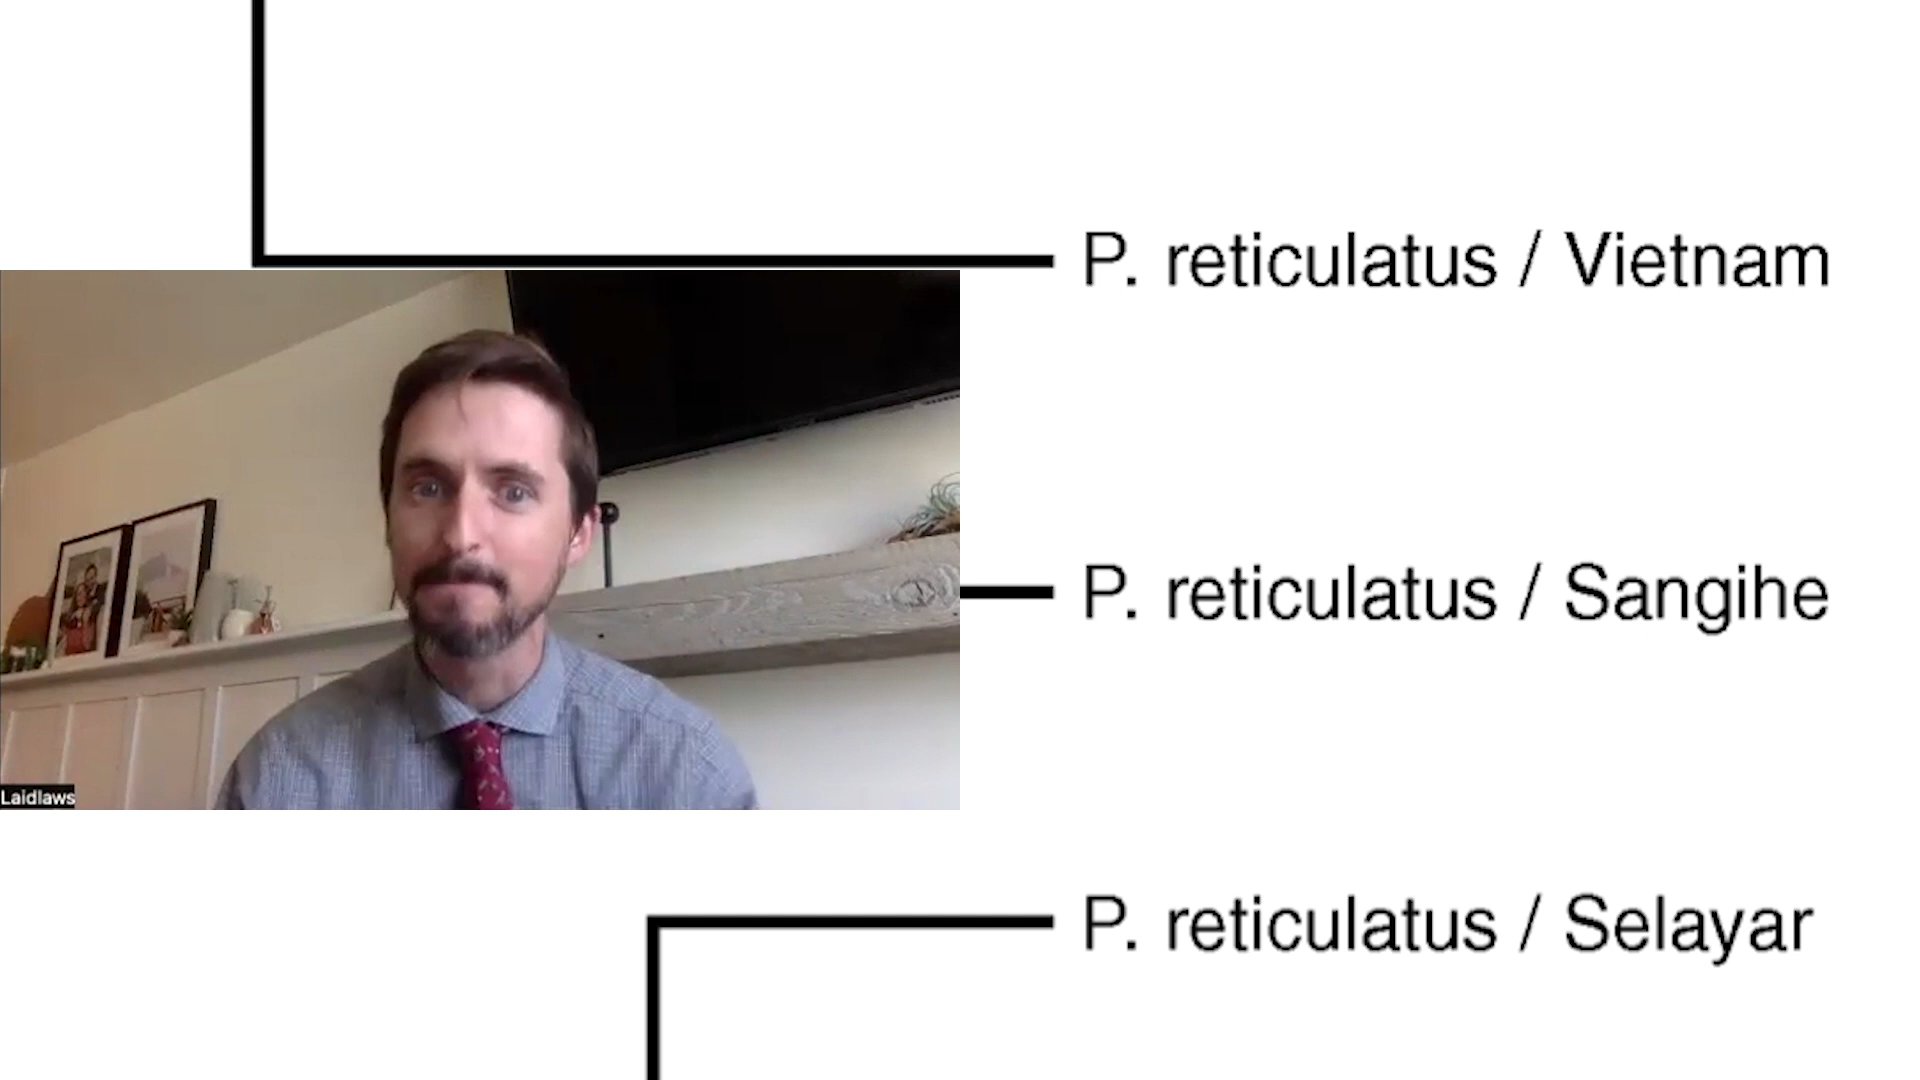 P. reticulatus / Vietnam
P. reticulatus / Sangihe
Laidlaws
P. reticulatus / Selayar